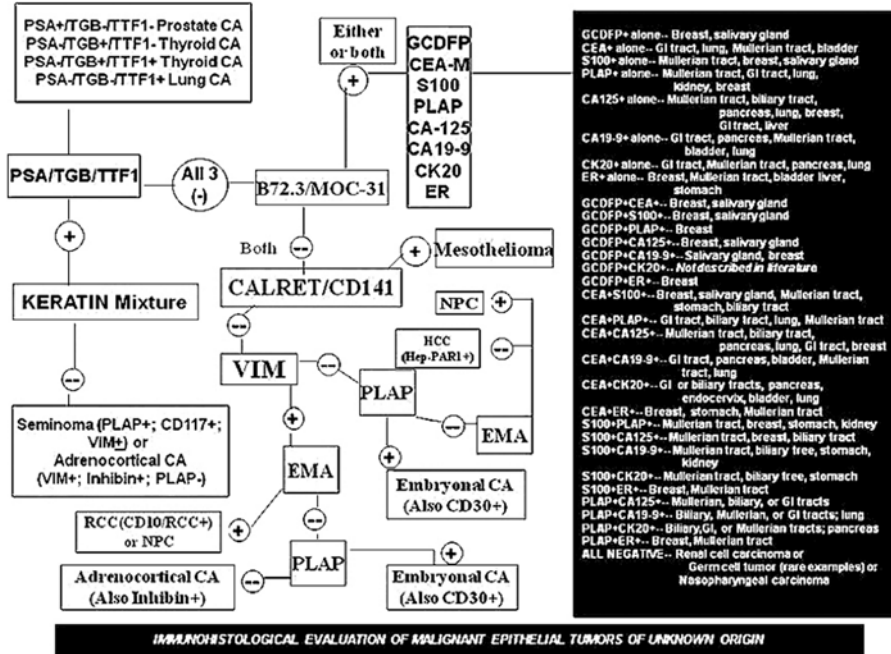 PSA+/TGB-/TTF1- Prostate CA
PSA-/TGB+/TTF1- Thyroid CA
PSA-/TGB+/TTF1+ Thyroid CA
PSA-/TGB-/TTF1+ Lung CA
Either
or both
+
GCDFP
CEA-M
S100
PLAP
CA-125
CA19-9
CK20
ER
PSA/TGB/TTF1
All 3
(-)
B72.3/MOC-31
+
Both
--
+
Mesothelioma
KERATIN Mixture
CALRET/CD141
--
--
NPC
+
HCC
(Hep-PAR1+)
--
VIM
--
PLAP
--
EMA
+
+
Seminoma (PLAP+; CD117+;
VIM+) or
Adrenocortical CA
(VIM+; Inhibin+; PLAP-)
EMA
Embryonal CA
(Also CD30+)
RCC(CD10/RCC+)
or NPC
+
--
PLAP
+
Adrenocortical CA
(Also Inhibin+)
--
Embryonal CA
(Also CD30+)
GCDFP+ alone-- Breast, salivary gland
CEA+ alone-- GI tract, lung, Mullerian tract, bladder
S100+ alone-- Mullerian tract, breast, salivary gland
PLAP+ alone-- Mullerian tract, GI tract, lung,
kidney, breast
CA125+ alone-- Mullerian tract, biliary tract,
pancreas, lung, breast,
GI tract, liver
CA19-9+ alone-- GI tract, pancreas, Mullerian tract,
bladder, lung
CK20+ alone-- GI tract, Mullerian tract, pancreas, lung
ER+ alone-- Breast, Mullerian tract, bladder liver,
stomach
GCDFP+CEA+-- Breast, salivary gland
GCDFP+S100+-- Breast, salivary gland
GCDFP+PLAP+-- Breast
GCDFP+CA125+-- Breast, salivary gland
GCDFP+CA19-9+-- Salivary gland, breast
GCDFP+CK20+-- Not described in literature
GCDFP+ER+-- Breast
CEA+S100+-- Breast, salivary gland, Mullerian tract,
stomach, biliary tract
CEA+PLAP+-- GI tract, biliary tract, lung, Mullerian tract
CEA+CA125+-- Mullerian tract, biliary tract,
pancreas, lung, GI tract, breast
CEA+CA19-9+-- GI tract, pancreas, bladder, Mullerian
tract, lung
CEA+CK20+-- GI or biliary tracts, pancreas,
endocervix, bladder, lung
CEA+ER+-- Breast, stomach, Mullerian tract
S100+PLAP+-- Mullerian tract, breast, stomach, kidney
S100+CA125+-- Mullerian tract, breast, biliary tract
S100+CA19-9+-- Mullerian tract, biliary tree, stomach,
kidney
S100+CK20+-- Mullerian tract, biliary tree, stomach
S100+ER+-- Breast, Mullerian tract
PLAP+CA125+-- Mullerian, biliary, or GI tracts
PLAP+CA19-9+-- Biliary, Mullerian, or GI tracts; lung
PLAP+CK20+-- Biliary, GI, or Mullerian tracts; pancreas
PLAP+ER+-- Breast, Mullerian tract
ALL NEGATIVE-- Renal cell carcinoma or
Germ cell tumor (rare examples) or
Nasopharyngeal carcinoma
IMMUNOHISTOLOGICAL EVALUATION OF MALIGNANT EPITHELIAL TUMORS OF UNKNOWN ORIGIN